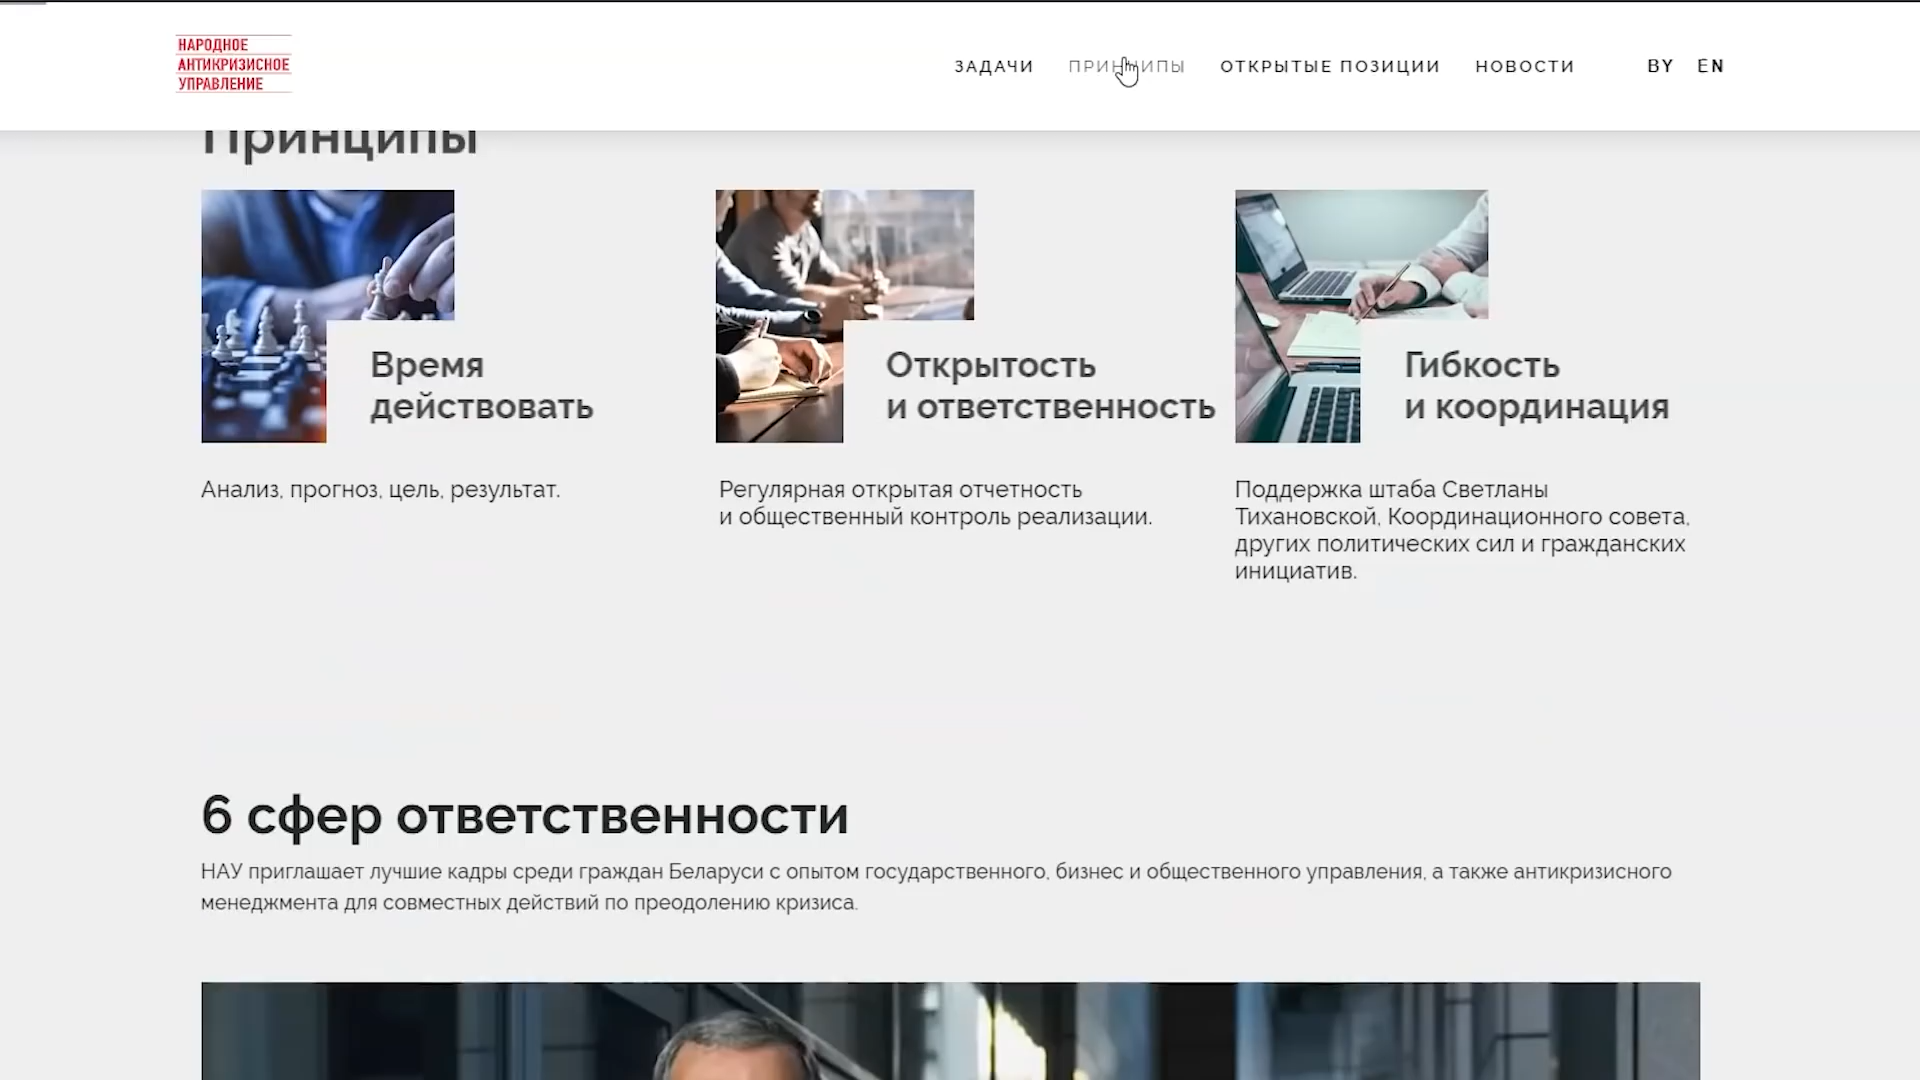 НАРОДНОЕ
АНТИКРИЗИСНОЕ
УПРАВЛЕНИЕ
ЗАДАЧИ ПРИНЦИПЫ ОТКРЫТЫЕ ПОЗИЦИИ НОВОСТИ BY EN
Принципы
Время
действовать
Анализ, прогноз, цель, результат.
Открытость
и ответственность
Регулярная открытая отчетность
и общественный контроль реализации.
Гибкость
и координация
Поддержка штаба Светланы
Тихановской, Координационного совета,
других политических сил и гражданских
инициатив.
6 сфер ответственности
НАУ приглашает лучшие кадры среди граждан Беларуси с опытом государственного, бизнес и общественного управления, а также антикризисного
менеджмента для совместных действий по преодолению кризиса.